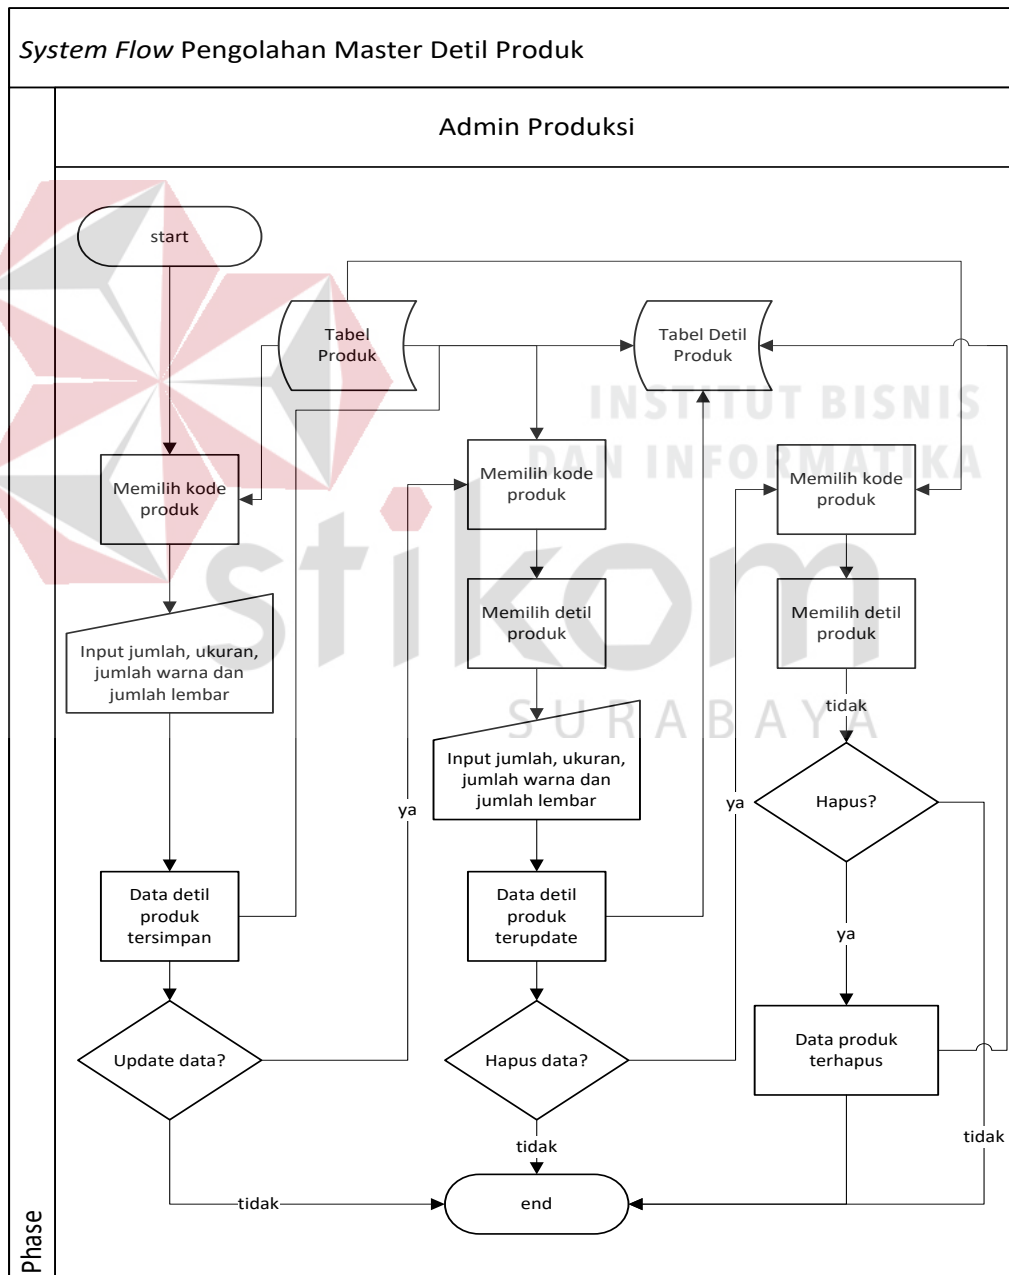 System Flow Pengolahan Master Detil Produk
Admin Produksi
Phase
start
Tabel
Produk
Tabel Detil
Produk
INSTITUT BISNIS
DAN INFORMATIKA
stikom
SURABAYA
Memilih kode
produk
Memilih kode
produk
Memilih kode
produk
Input jumlah, ukuran,
jumlah warna dan
jumlah lembar
Memilih detil
produk
Memilih detil
produk
tidak
Input jumlah, ukuran,
jumlah warna dan
jumlah lembar
Hapus?
ya
ya
Data detil
produk
tersimpan
Data detil
produk
terupdate
ya
Update data?
Hapus data?
Data produk
terhapus
tidak
tidak
tidak
end